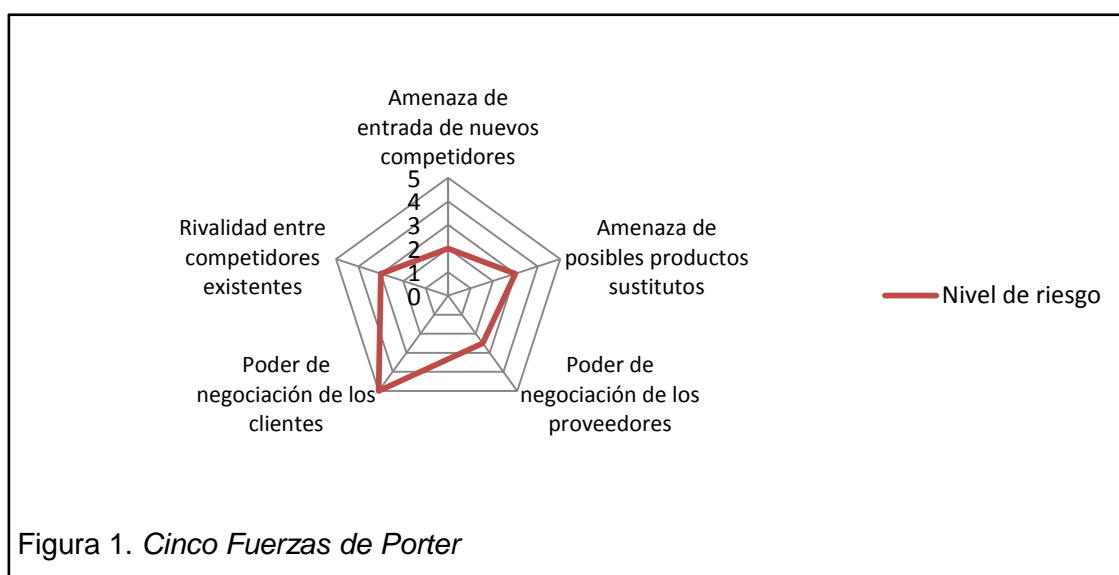 Amenaza de
entrada de nuevos
competidores
5
4
3
2
1
0
Rivalidad entre
competidores
existentes
Amenaza de
posibles productos
sustitutos
Poder de
negociación de los
clientes
Poder de
negociación de los
proveedores
Nivel de riesgo
Figura 1. Cinco Fuerzas de Porter